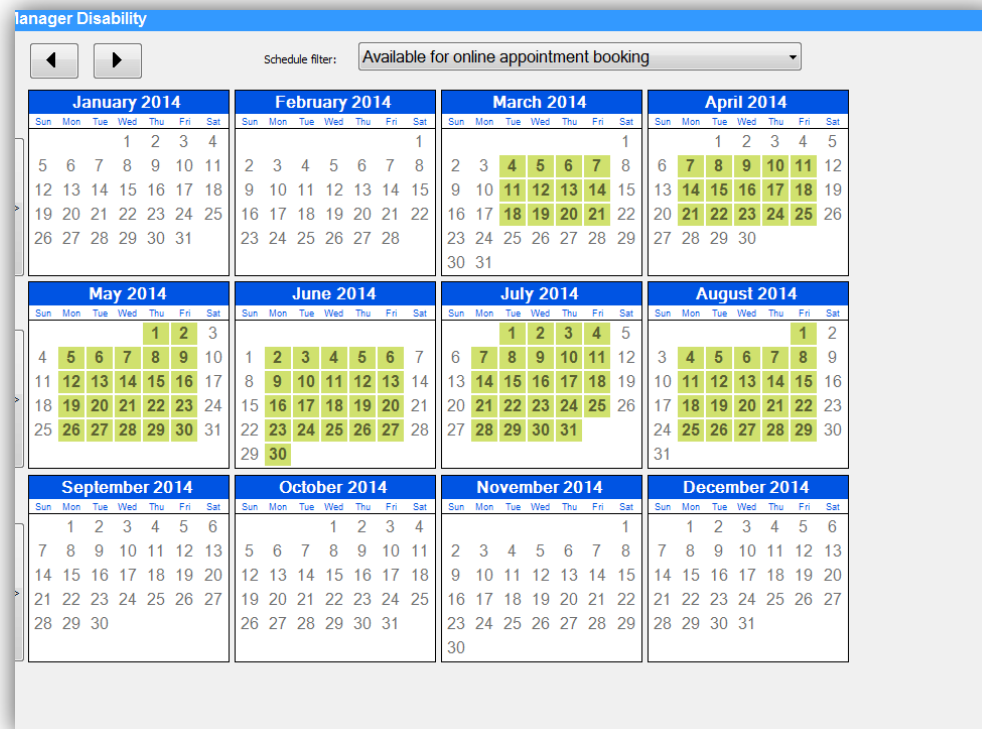 Manager Disability
Schedule filter: Available for online appointment booking
January 2014 February 2014 March 2014 April 2014
Sun Mon Tue Wed Thu Fri Sat Sun Mon Tue Wed Thu Fri Sat Sun Mon Tue Wed Thu Fri Sat Sun Mon Tue Wed Thu Fri Sat
1 2 3 4 1 1 1 2 3 4 5
5 6 7 8 9 10 11 2 3 4 5 6 7 8 2 3 4 5 6 7 8 6 7 8 9 10 11 12
12 13 14 15 16 17 18 9 10 11 12 13 14 15 9 10 11 12 13 14 15 13 14 15 16 17 18 19
19 20 21 22 23 24 25 16 17 18 19 20 21 22 16 17 18 19 20 21 22 20 21 22 23 24 25 26
26 27 28 29 30 31 23 24 25 26 27 28 23 24 25 26 27 28 29 27 28 29 30
30 31
May 2014 June 2014 July 2014 August 2014
Sun Mon Tue Wed Thu Fri Sat Sun Mon Tue Wed Thu Fri Sat Sun Mon Tue Wed Thu Fri Sat Sun Mon Tue Wed Thu Fri Sat
1 2 3 1 2 3 4 5 1 2
4 5 6 7 8 9 10 1 2 3 4 5 6 7 6 7 8 9 10 11 12 3 4 5 6 7 8 9
11 12 13 14 15 16 17 8 9 10 11 12 13 14 13 14 15 16 17 18 19 10 11 12 13 14 15 16
18 19 20 21 22 23 24 15 16 17 18 19 20 21 20 21 22 23 24 25 26 17 18 19 20 21 22 23
25 26 27 28 29 30 31 22 23 24 25 26 27 28 27 28 29 30 31 24 25 26 27 28 29 30
29 30 31
September 2014 October 2014 November 2014 December 2014
Sun Mon Tue Wed Thu Fri Sat Sun Mon Tue Wed Thu Fri Sat Sun Mon Tue Wed Thu Fri Sat Sun Mon Tue Wed Thu Fri Sat
1 2 3 4 5 6 1 2 3 4 1 1 2 3 4 5 6
7 8 9 10 11 12 13 5 6 7 8 9 10 11 2 3 4 5 6 7 8 7 8 9 10 11 12 13
14 15 16 17 18 19 20 12 13 14 15 16 17 18 9 10 11 12 13 14 15 14 15 16 17 18 19 20
21 22 23 24 25 26 27 19 20 21 22 23 24 25 16 17 18 19 20 21 22 21 22 23 24 25 26 27
28 29 30 26 27 28 29 30 31 23 24 25 26 27 28 29 28 29 30 31
30